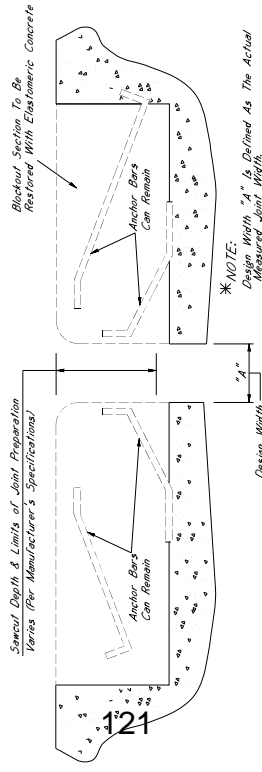 Sawcut Depth & Limits of Joint Preparation
Varies (Per Manufacturer's Specifications)
Blockout Section To Be
Restored With Elastomeric Concrete
Anchor Bars
Can Remain
Anchor Bars
Can Remain
"A"
Design Width
* NOTE:
Design Width "A" Is Defined As The Actual
Measured Joint Width.
121